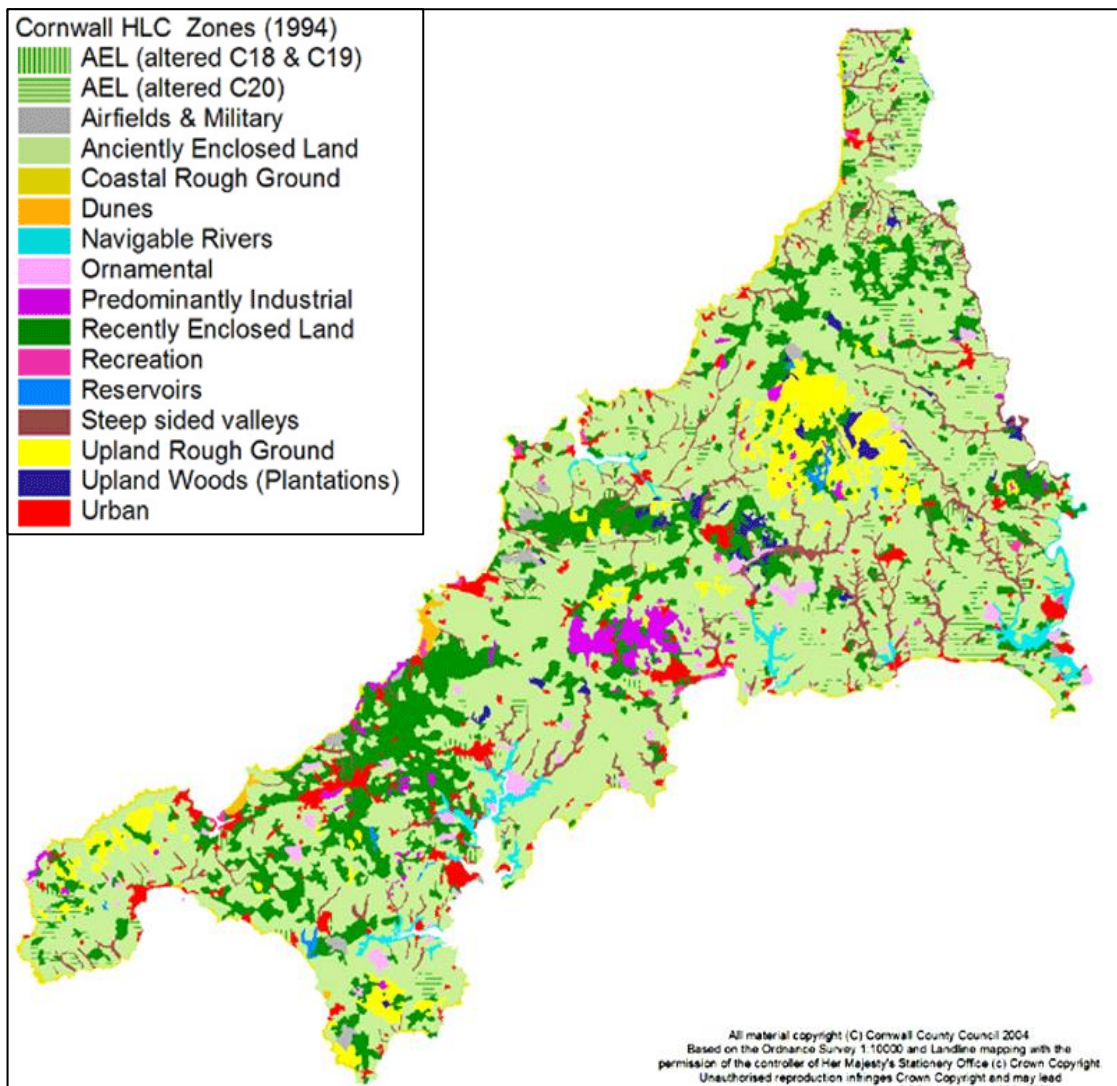 Cornwall HLC Zones (1994)
AEL (altered C18 & C19)
AEL (altered C20)
Airfields & Military
Anciently Enclosed Land
Coastal Rough Ground
Dunes
Navigable Rivers
Ornamental
Predominantly Industrial
Recently Enclosed Land
Recreation
Reservoirs
Steep sided valleys
Upland Rough Ground
Upland Woods (Plantations)
Urban
All material copyright (C) Cornwall County Council 2004
Based on the Ordnance Survey 1:10000 and Landline mapping with the
permission of the controller of Her Majesty's Stationery Office (c) Crown Copyright
Unauthorised reproduction infringes Crown Copyright and may lead